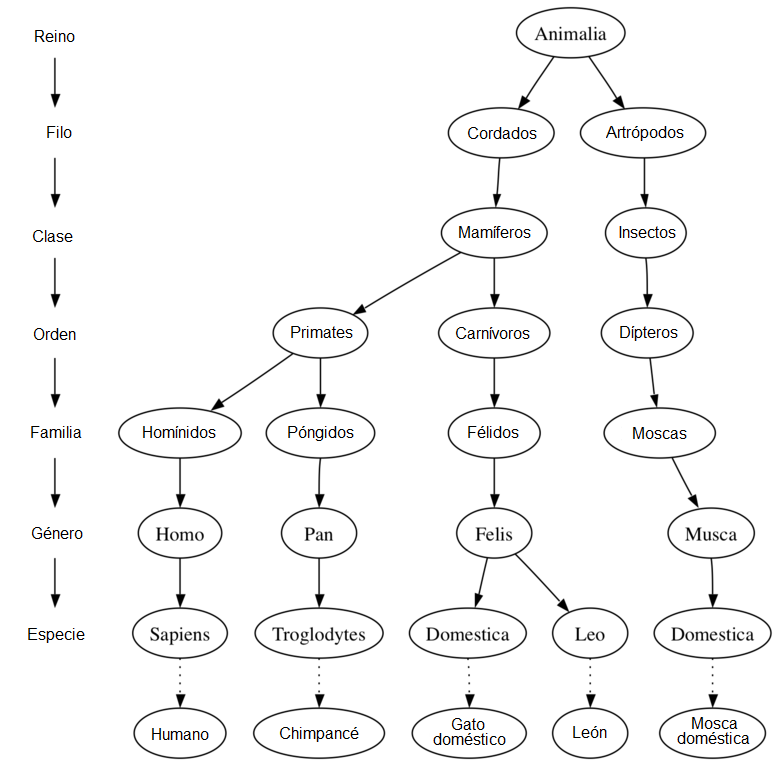 Reino
Animalia
Filo
Cordados
Artrópodos
Clase
Mamíferos
Insectos
Orden
Primates
Carnívoros
Dípteros
Familia
Homínidos
Póngidos
Félidos
Moscas
Género
Homo
Pan
Felis
Musca
Especie
Sapiens
Troglodytes
Domestica
Leo
Domestica
Humano
Chimpancé
Gato
doméstico
León
Mosca
doméstica